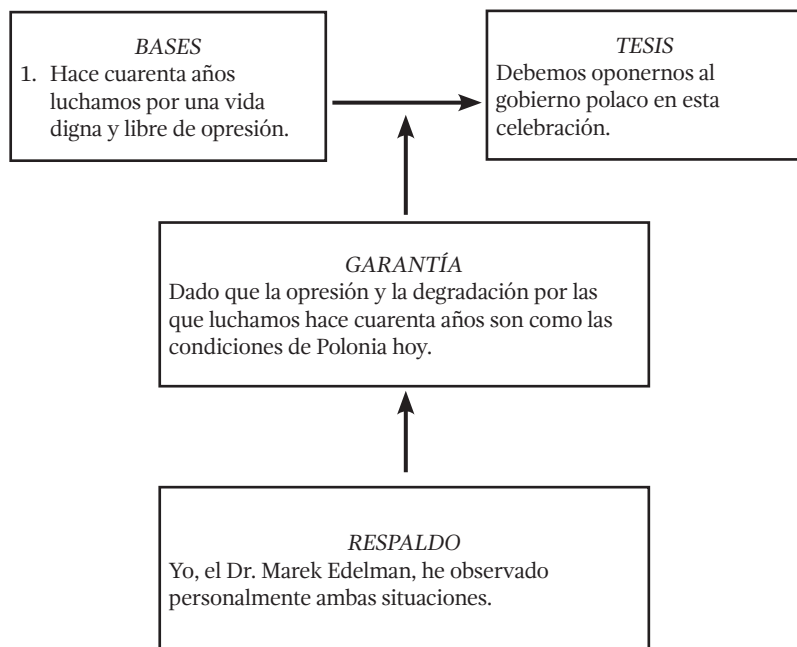 BASES
1. Hace cuarenta años
luchamos por una vida
digna y libre de opresión.
TESIS
Debemos oponernos al
gobierno polaco en esta
celebración.
GARANTÍA
Dado que la opresión y la degradación por las
que luchamos hace cuarenta años son como las
condiciones de Polonia hoy.
RESPALDO
Yo, el Dr. Marek Edelman, he observado
personalmente ambas situaciones.